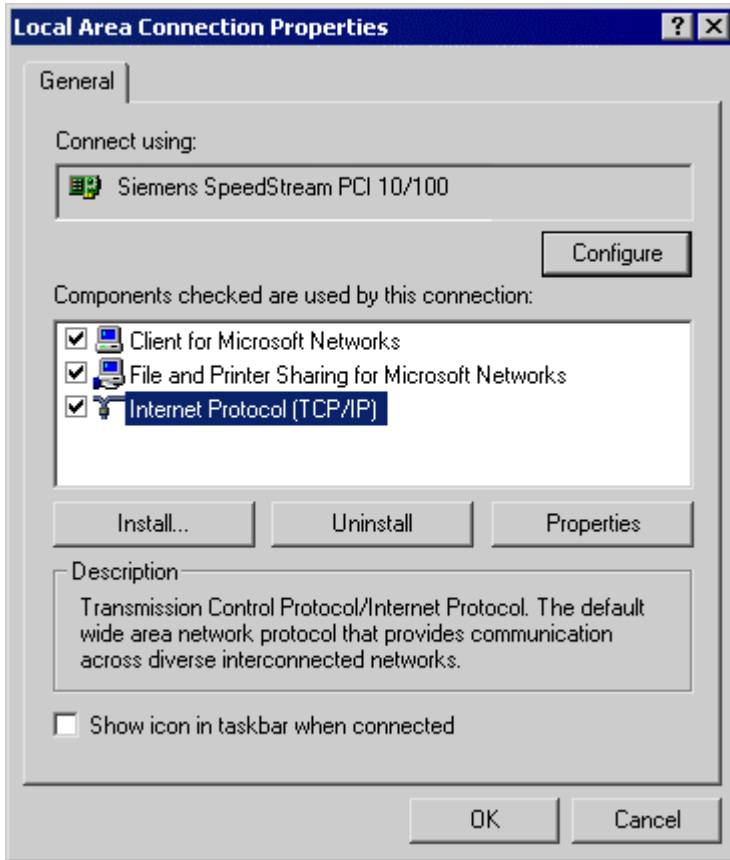 Local Area Connection Properties
General
Connect using:
Siemens SpeedStream PCI 10/100
Configure
Components checked are used by this connection:
Client for Microsoft Networks
File and Printer Sharing for Microsoft Networks
Internet Protocol (TCP/IP)
Install...
Uninstall
Properties
Description
Transmission Control Protocol/Internet Protocol. The default
wide area network protocol that provides communication
across diverse interconnected networks.
Show icon in taskbar when connected
OK
Cancel